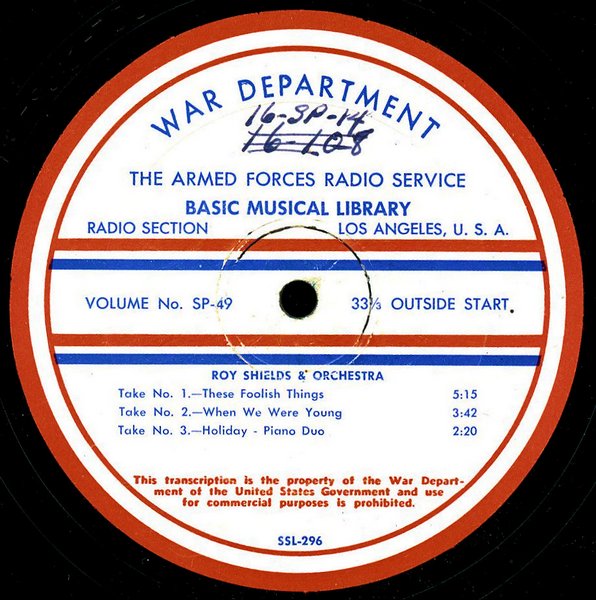 WAR DEPARTMENT
16-SP-14
16-108
THE ARMED FORCES RADIO SERVICE
BASIC MUSICAL LIBRARY
RADIO SECTION LOS ANGELES, U. S. A.
VOLUME No. SP-49 33⅓ OUTSIDE START
ROY SHIELDS & ORCHESTRA
Take No. 1.—These Foolish Things 5:15
Take No. 2.—When We Were Young 3:42
Take No. 3.—Holiday - Piano Duo 2:20
This transcription is the property of the War Depart-
ment of the United States Government and use
for commercial purposes is prohibited.
SSL-296